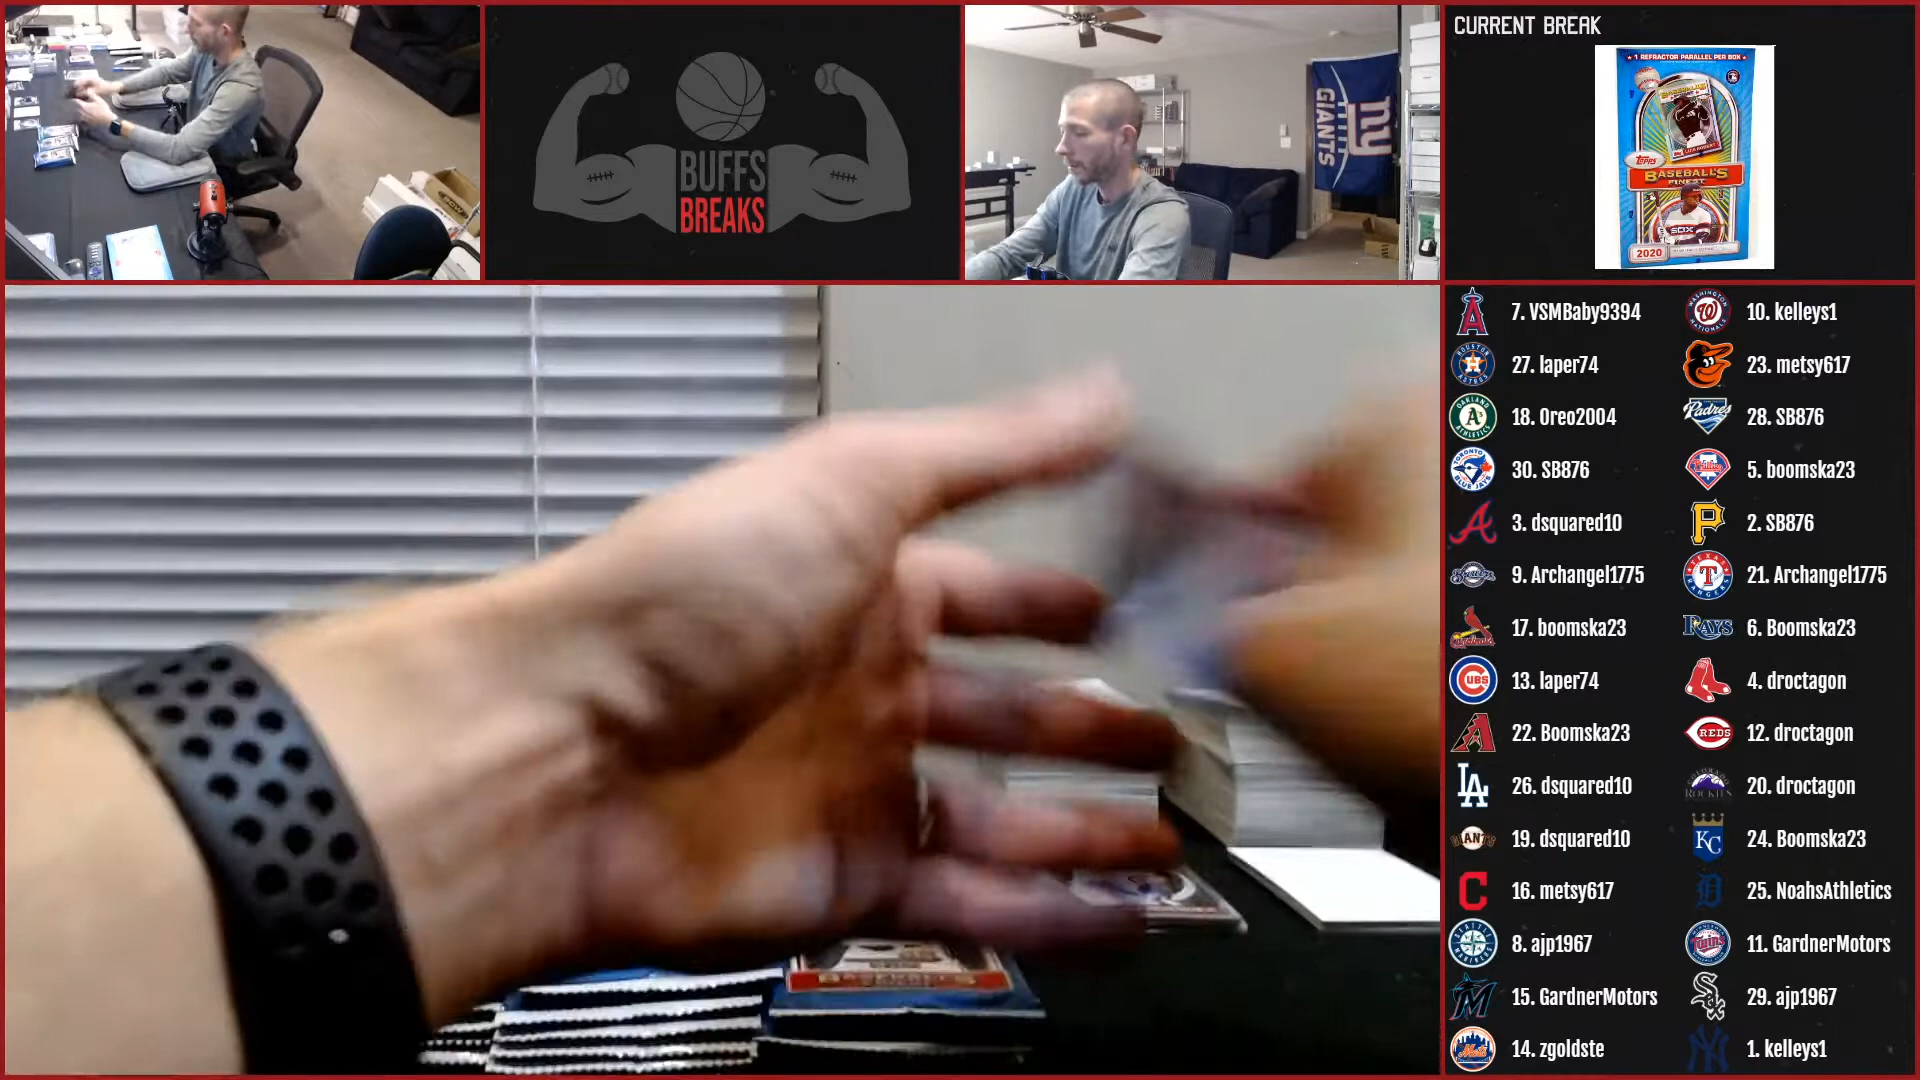 BUFFS
BREAKS
GIANTS
ny
CURRENT BREAK
1 REFRACTOR PARALLEL PER BOX
TOPPS
BASEBALL'S
FINEST
SOX
2020
7. VSMBaby9394
10. kelleys1
27. laper74
23. metsy617
18. Oreo2004
28. SB876
30. SB876
5. boomska23
3. dsquared10
2. SB876
9. Archangel1775
21. Archangel1775
17. boomska23
6. Boomska23
13. laper74
4. droctagon
22. Boomska23
12. droctagon
26. dsquared10
20. droctagon
19. dsquared10
24. Boomska23
16. metsy617
25. NoahsAthletics
8. ajp1967
11. GardnerMotors
15. GardnerMotors
29. ajp1967
14. zgoldste
1. kelleys1